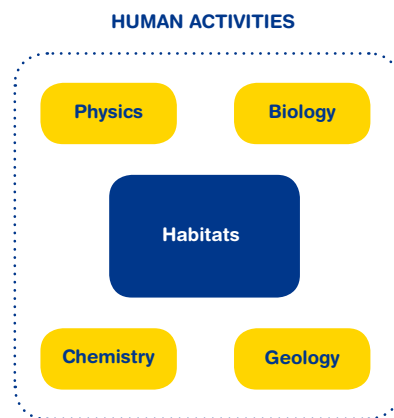 HUMAN ACTIVITIES
Physics
Biology
Habitats
Chemistry
Geology